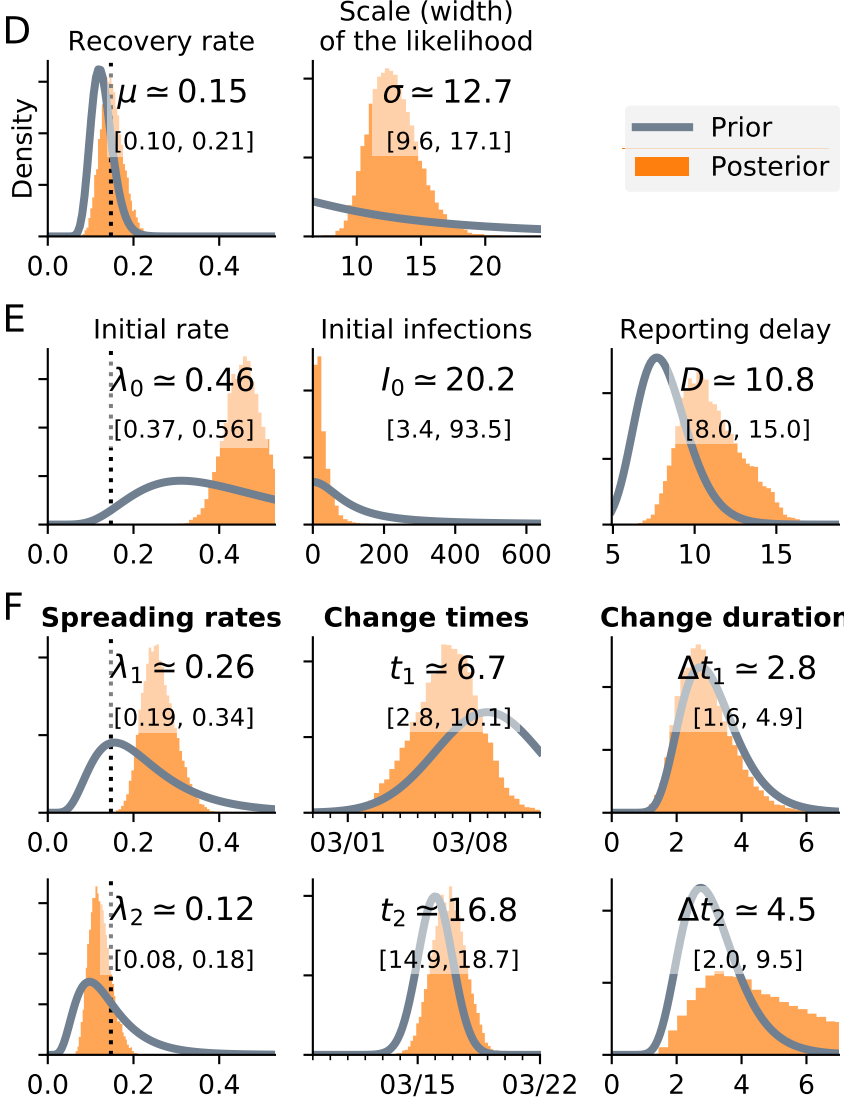 D
Recovery rate
Scale (width)
of the likelihood
Density
μ ≃ 0.15
[0.10, 0.21]
σ ≃ 12.7
[9.6, 17.1]
Prior
Posterior
0.0 0.2 0.4
10 15 20
E
Initial rate
Initial infections
Reporting delay
λ0 ≃ 0.46
[0.37, 0.56]
I0 ≃ 20.2
[3.4, 93.5]
D ≃ 10.8
[8.0, 15.0]
0.0 0.2 0.4
0 200 400 600
5 10 15
F
Spreading rates
Change times
Change duration
λ1 ≃ 0.26
[0.19, 0.34]
t1 ≃ 6.7
[2.8, 10.1]
Δt1 ≃ 2.8
[1.6, 4.9]
0.0 0.2 0.4
03/01 03/08
0 2 4 6
λ2 ≃ 0.12
[0.08, 0.18]
t2 ≃ 16.8
[14.9, 18.7]
Δt2 ≃ 4.5
[2.0, 9.5]
0.0 0.2 0.4
03/15 03/22
0 2 4 6